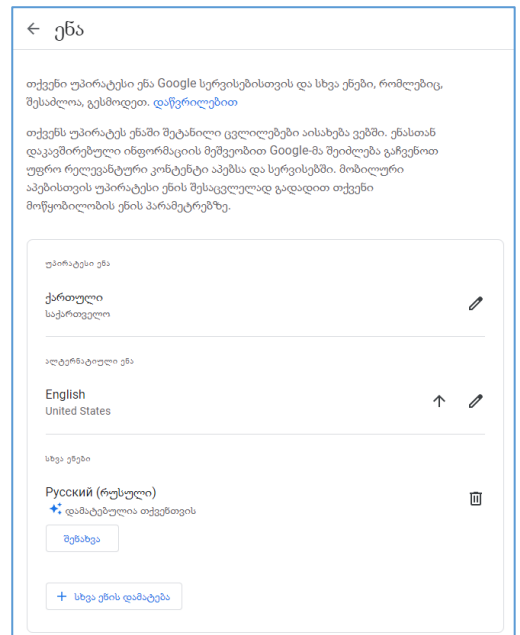 ენა
თქვენი უპირატესი ენა Google სერვისებისთვის და სხვა ენები, რომლებიც,
შესაძლოა, გესმოდეთ. დაწვრილებით
თქვენს უპირატეს ენაში შეტანილი ცვლილებები აისახება ვებში. ენასთან
დაკავშირებული ინფორმაციის მეშვეობით Google-მა შეიძლება გაჩვენოთ
უფრო რელევანტური კონტენტი აპებსა და სერვისებში. მობილური
აპებისთვის უპირატესი ენის შესაცვლელად გადადით თქვენი
მოწყობილობის ენის პარამეტრებზე.
უპირატესი ენა
ქართული
საქართველო
ალტერნატიული ენა
English
United States
სხვა ენები
Русский (რუსული)
დამატებულია თქვენთვის
შენახვა
+ სხვა ენის დამატება